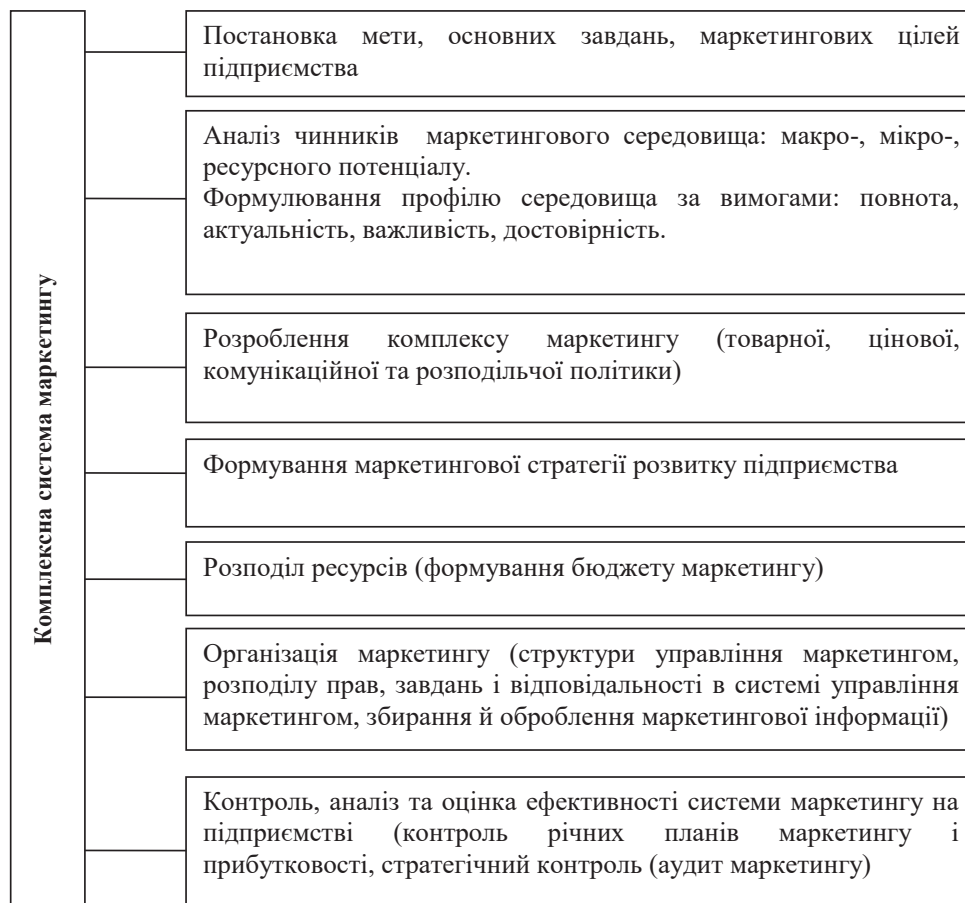 Комплексна система маркетингу
Постановка мети, основних завдань, маркетингових цілей
підприємства
Аналіз чинників маркетингового середовища: макро-, мікро-,
ресурсного потенціалу.
Формулювання профілю середовища за вимогами: повнота,
актуальність, важливість, достовірність.
Розроблення комплексу маркетингу (товарної, цінової,
комунікаційної та розподільчої політики)
Формування маркетингової стратегії розвитку підприємства
Розподіл ресурсів (формування бюджету маркетингу)
Організація маркетингу (структури управління маркетингом,
розподілу прав, завдань і відповідальності в системі управління
маркетингом, збирання й оброблення маркетингової інформації)
Контроль, аналіз та оцінка ефективності системи маркетингу на
підприємстві (контроль річних планів маркетингу і
прибутковості, стратегічний контроль (аудит маркетингу)